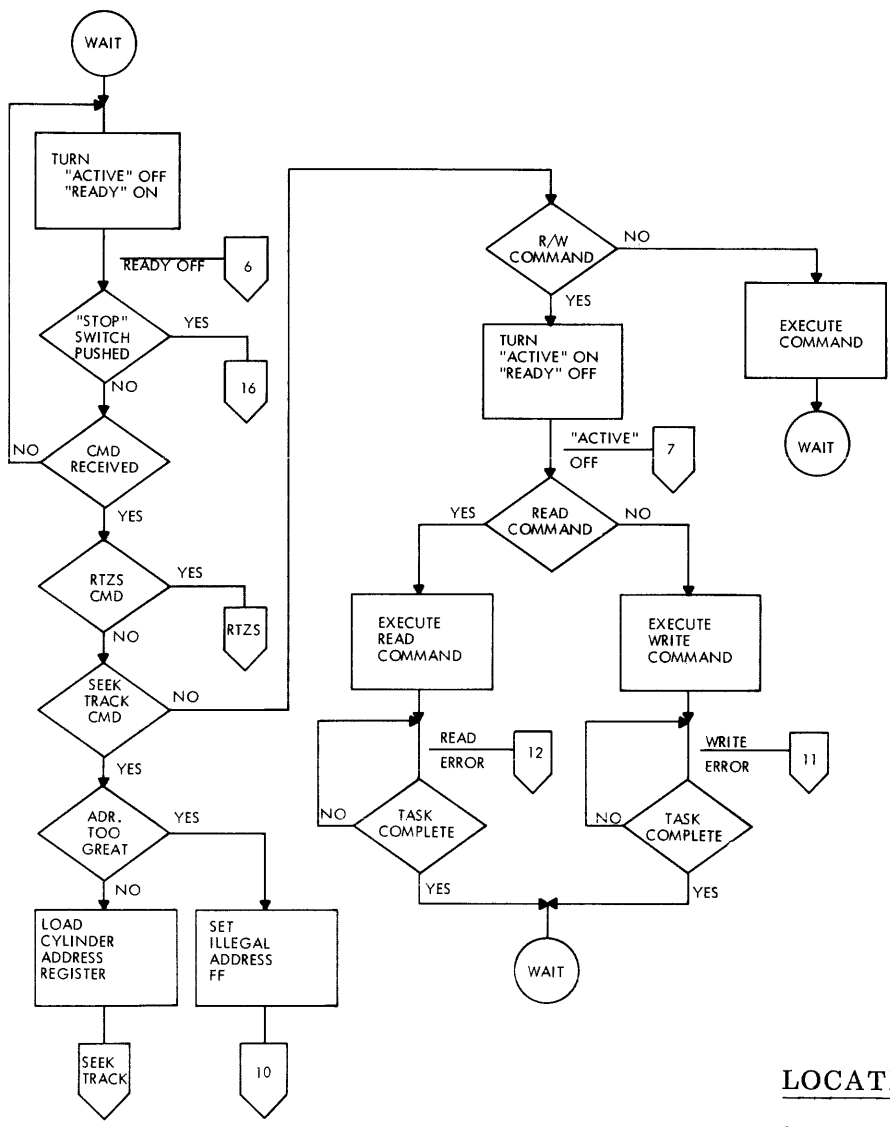 WAIT
TURN
"ACTIVE" OFF
"READY" ON
READY OFF
6
"STOP"
SWITCH
PUSHED
YES
16
NO
CMD
RECEIVED
NO
YES
RTZS
CMD
YES
RTZS
NO
SEEK
TRACK
CMD
NO
YES
ADR.
TOO
GREAT
YES
NO
LOAD
CYLINDER
ADDRESS
REGISTER
SET
ILLEGAL
ADDRESS
FF
SEEK
TRACK
10
R/W
COMMAND
NO
YES
EXECUTE
COMMAND
WAIT
TURN
"ACTIVE" ON
"READY" OFF
"ACTIVE"
OFF
7
READ
COMMAND
YES
NO
EXECUTE
READ
COMMAND
EXECUTE
WRITE
COMMAND
READ
ERROR
12
NO
TASK
COMPLETE
YES
WRITE
ERROR
11
NO
TASK
COMPLETE
YES
WAIT